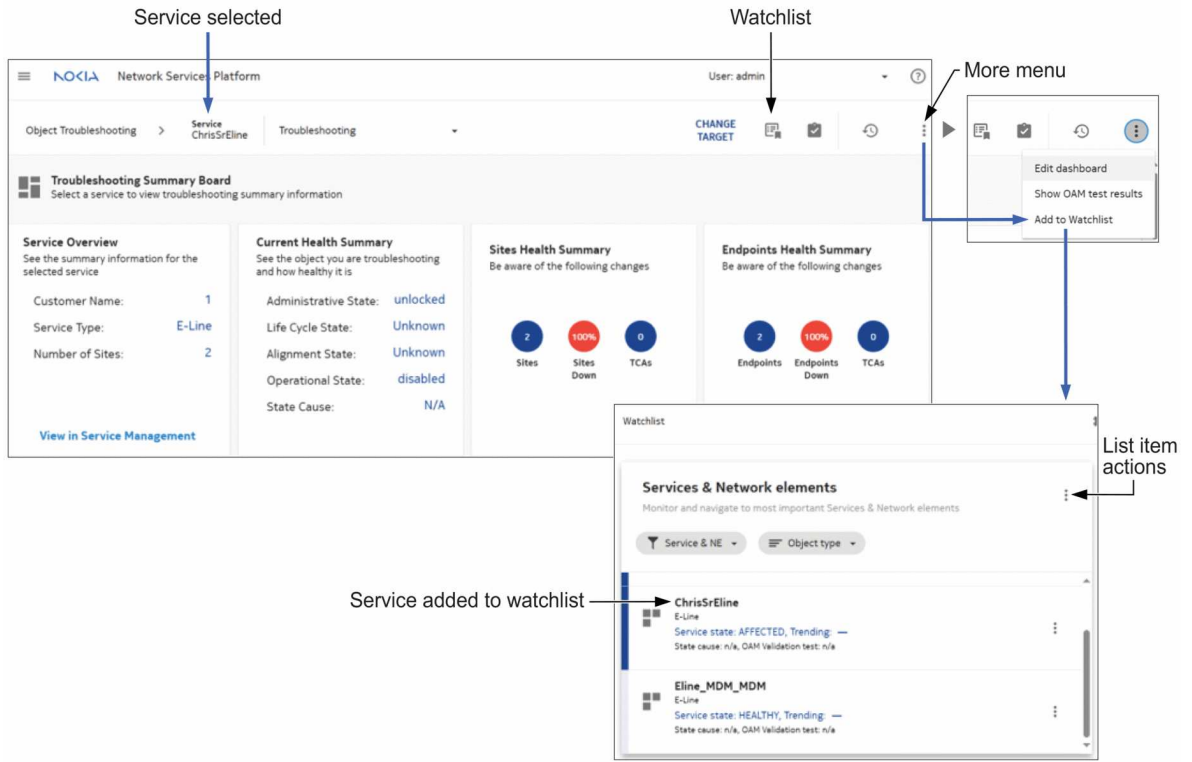 Service selected
Watchlist
More menu
NOKIA Network Services Platform
User: admin
Object Troubleshooting > Service
ChrisSrEline
Troubleshooting
CHANGE
TARGET
Edit dashboard
Show OAM test results
Add to Watchlist
Troubleshooting Summary Board
Select a service to view troubleshooting summary information
Service Overview
See the summary information for the
selected service
Customer Name: 1
Service Type: E-Line
Number of Sites: 2
View in Service Management
Current Health Summary
See the object you are troubleshooting
and how healthy it is
Administrative State: unlocked
Life Cycle State: Unknown
Alignment State: Unknown
Operational State: disabled
State Cause: N/A
Sites Health Summary
Be aware of the following changes
2 100% 0
Sites Sites TCAs
Down
Endpoints Health Summary
Be aware of the following changes
2 100% 0
Endpoints Endpoints TCAs
Down
Watchlist
List item
actions
Services & Network elements
Monitor and navigate to most important Services & Network elements
Service & NE Object type
Service added to watchlist
ChrisSrEline
E-Line
Service state: AFFECTED, Trending: —
State cause: n/a, OAM Validation test: n/a
Eline_MDM_MDM
E-Line
Service state: HEALTHY, Trending: —
State cause: n/a, OAM Validation test: n/a